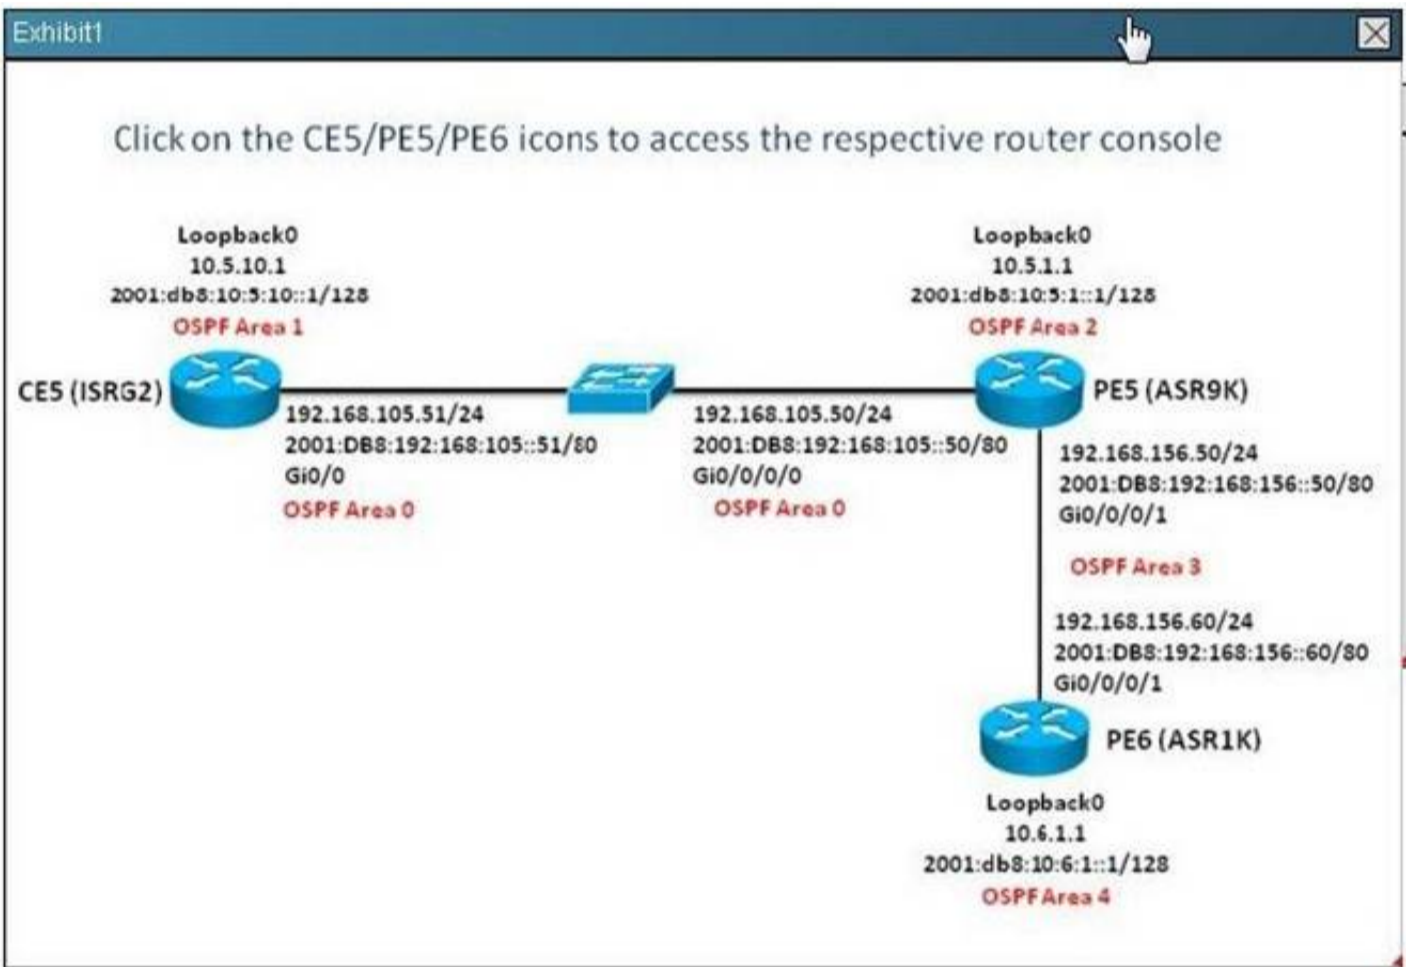 Exhibit1
Click on the CE5/PE5/PE6 icons to access the respective router console
Loopback0
10.5.10.1
2001:db8:10:5:10::1/128
OSPF Area 1
CE5 (ISRG2)
192.168.105.51/24
2001:DB8:192:168:105::51/80
Gi0/0
OSPF Area 0
192.168.105.50/24
2001:DB8:192:168:105::50/80
Gi0/0/0/0
OSPF Area 0
Loopback0
10.5.1.1
2001:db8:10:5:1::1/128
OSPF Area 2
PE5 (ASR9K)
192.168.156.50/24
2001:DB8:192:168:156::50/80
Gi0/0/0/1
OSPF Area 3
192.168.156.60/24
2001:DB8:192:168:156::60/80
Gi0/0/0/1
PE6 (ASR1K)
Loopback0
10.6.1.1
2001:db8:10:6:1::1/128
OSPF Area 4